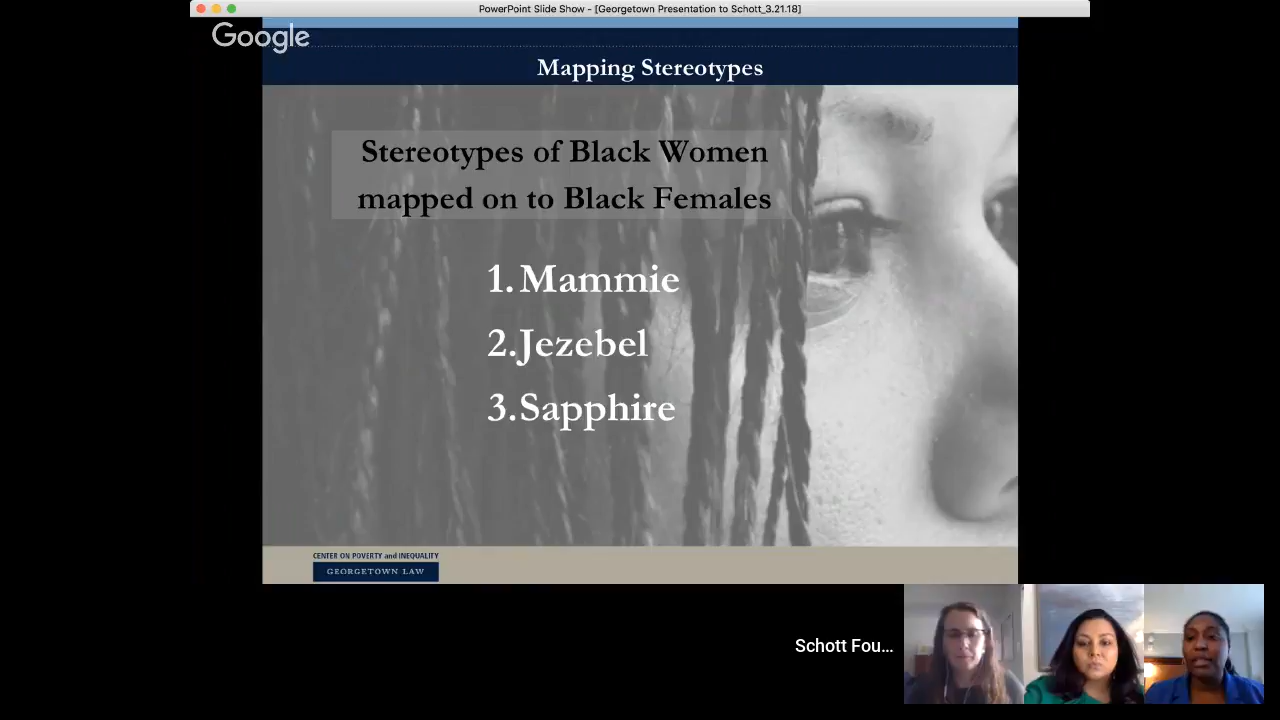 PowerPoint Slide Show - [Georgetown Presentation to Schott_3.21.18]
Google
Mapping Stereotypes
Stereotypes of Black Women
mapped on to Black Females
1. Mammie
2. Jezebel
3. Sapphire
CENTER ON POVERTY and INEQUALITY
GEORGETOWN LAW
Schott Fou...